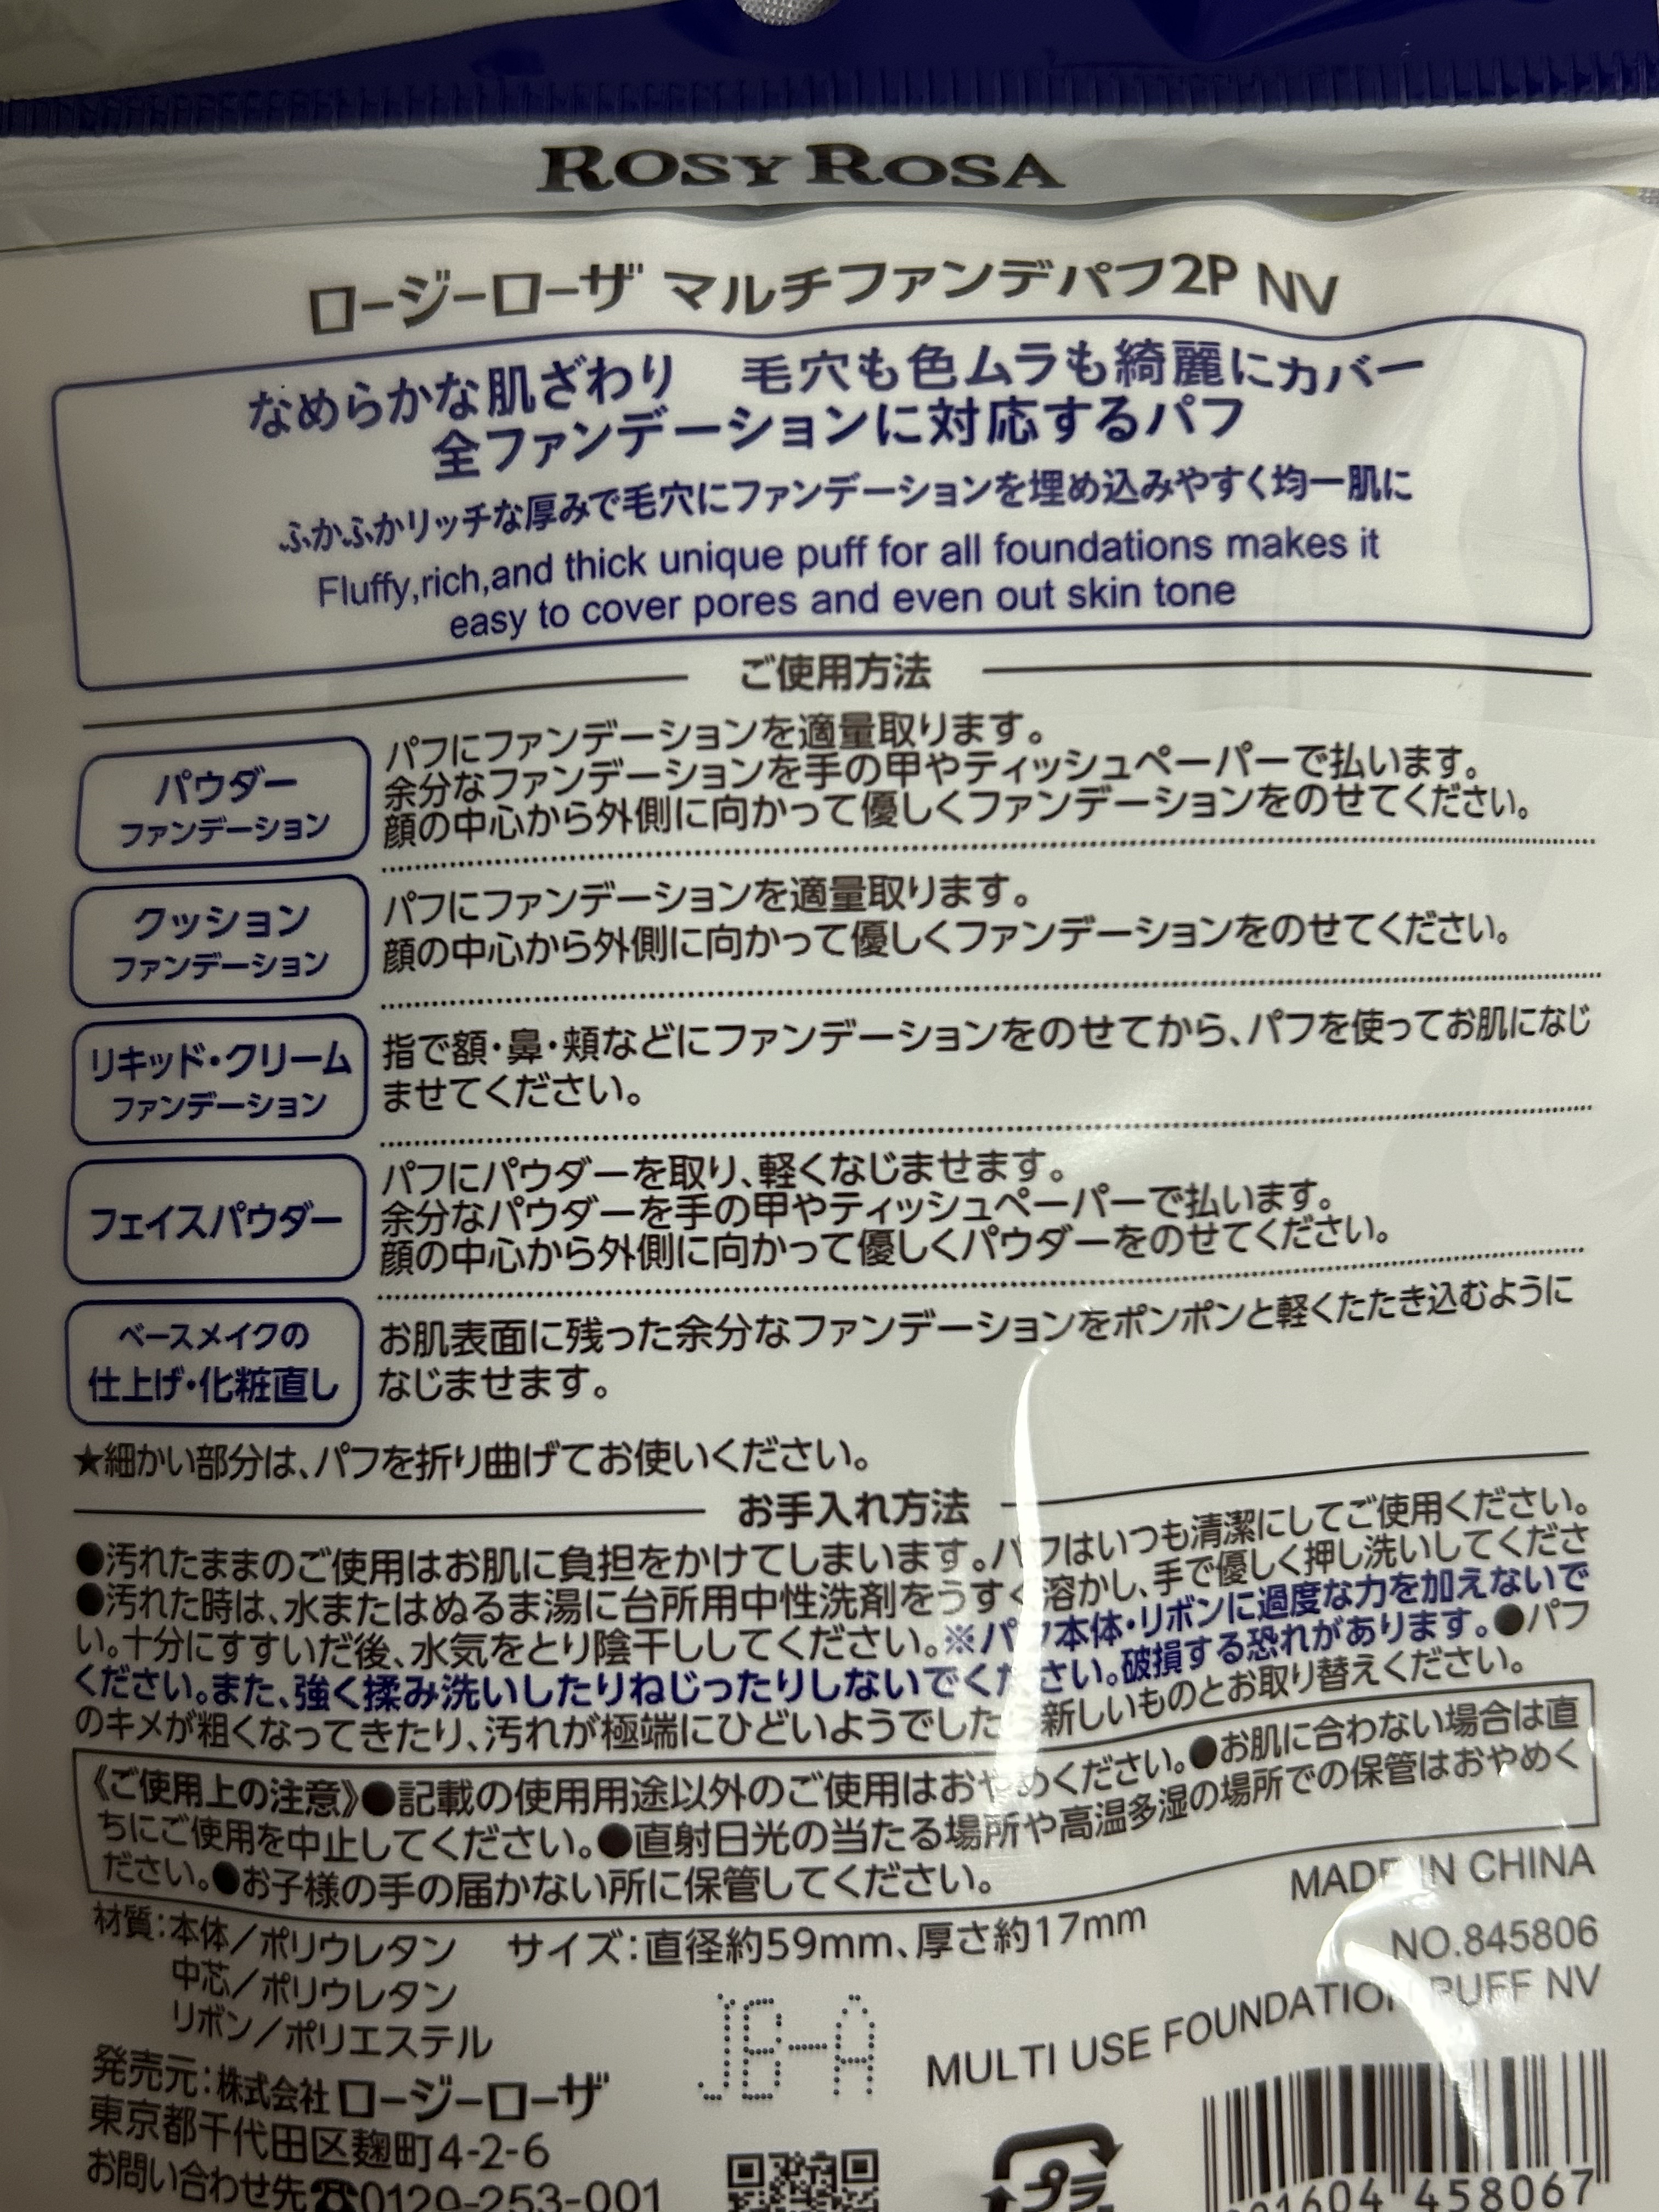 ROSY ROSA
ロージーローザ マルチファンデパフ2P NV
なめらかな肌ざわり 毛穴も色ムラも綺麗にカバー
全ファンデーションに対応するパフ
ふかふかリッチな厚みで毛穴にファンデーションを埋め込みやすく均一肌に
Fluffy,rich,and thick unique puff for all foundations makes it
easy to cover pores and even out skin tone
ご使用方法
パウダー
ファンデーション
パフにファンデーションを適量取ります。
余分なファンデーションを手の甲やティッシュペーパーで払います。
顔の中心から外側に向かって優しくファンデーションをのせてください。
クッション
ファンデーション
パフにファンデーションを適量取ります。
顔の中心から外側に向かって優しくファンデーションをのせてください。
リキッド・クリーム
ファンデーション
指で額・鼻・頬などにファンデーションをのせてから、パフを使ってお肌になじ
ませてください。
フェイスパウダー
パフにパウダーを取り、軽くなじませます。
余分なパウダーを手の甲やティッシュペーパーで払います。
顔の中心から外側に向かって優しくパウダーをのせてください。
ベースメイクの
仕上げ・化粧直し
お肌表面に残った余分なファンデーションをポンポンと軽くたたき込むように
なじませます。
★細かい部分は、パフを折り曲げてお使いください。
お手入れ方法
●汚れたままのご使用はお肌に負担をかけてしまいます。パフはいつも清潔にしてご使用ください。
●汚れた時は、水またはぬるま湯に台所用中性洗剤をうすく溶かし、手で優しく押し洗いしてくださ
い。十分にすすいだ後、水気をとり陰干ししてください。※パフ本体・リボンに過度な力を加えないで
ください。また、強く揉み洗いしたりねじったりしないでください。破損する恐れがあります。●パフ
のキメが粗くなってきたり、汚れが極端にひどいようでした 新しいものとお取り替えください。
《ご使用上の注意》●記載の使用用途以外のご使用はおやめください。●お肌に合わない場合は直
ちにご使用を中止してください。●直射日光の当たる場所や高温多湿の場所での保管はおやめく
ださい。●お子様の手の届かない所に保管してください。
MADE IN CHINA
材質：本体／ポリウレタン サイズ：直径約59mm、厚さ約17mm
中芯／ポリウレタン
リボン／ポリエステル
NO.845806
MULTI USE FOUNDATION PUFF NV
JB-A
発売元：株式会社 ロージーローザ
東京都千代田区麹町4-2-6
お問い合わせ先☎0120-253-001
プラ
458067